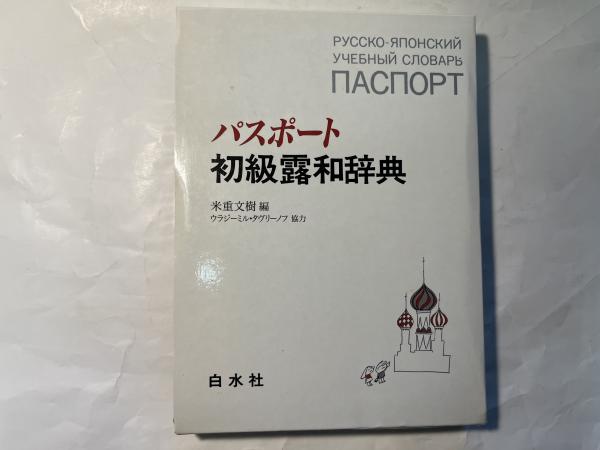 РУССКО-ЯПОНСКИЙ
УЧЕБНЫЙ СЛОВАРЬ
ПАСПОРТ
パスポート
初級露和辞典
米重文樹 編
ウラジーミル・タヴリーノフ 協力
白水社